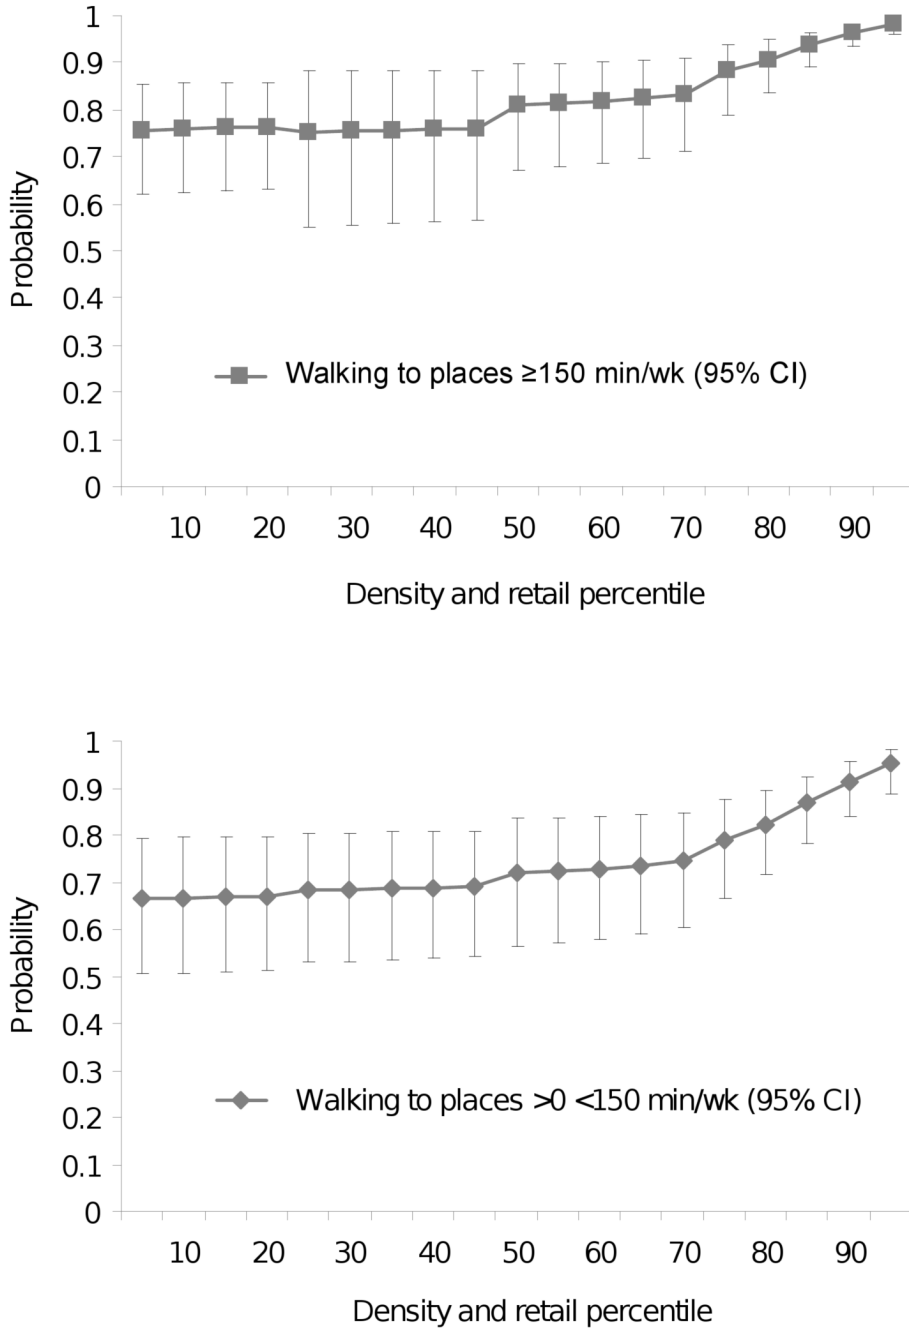 1
0.9
0.8
0.7
0.6
0.5
0.4
0.3
0.2
0.1
0
Probability
Walking to places ≥150 min/wk (95% CI)
10 20 30 40 50 60 70 80 90
Density and retail percentile
1
0.9
0.8
0.7
0.6
0.5
0.4
0.3
0.2
0.1
0
Probability
Walking to places >0 <150 min/wk (95% CI)
10 20 30 40 50 60 70 80 90
Density and retail percentile